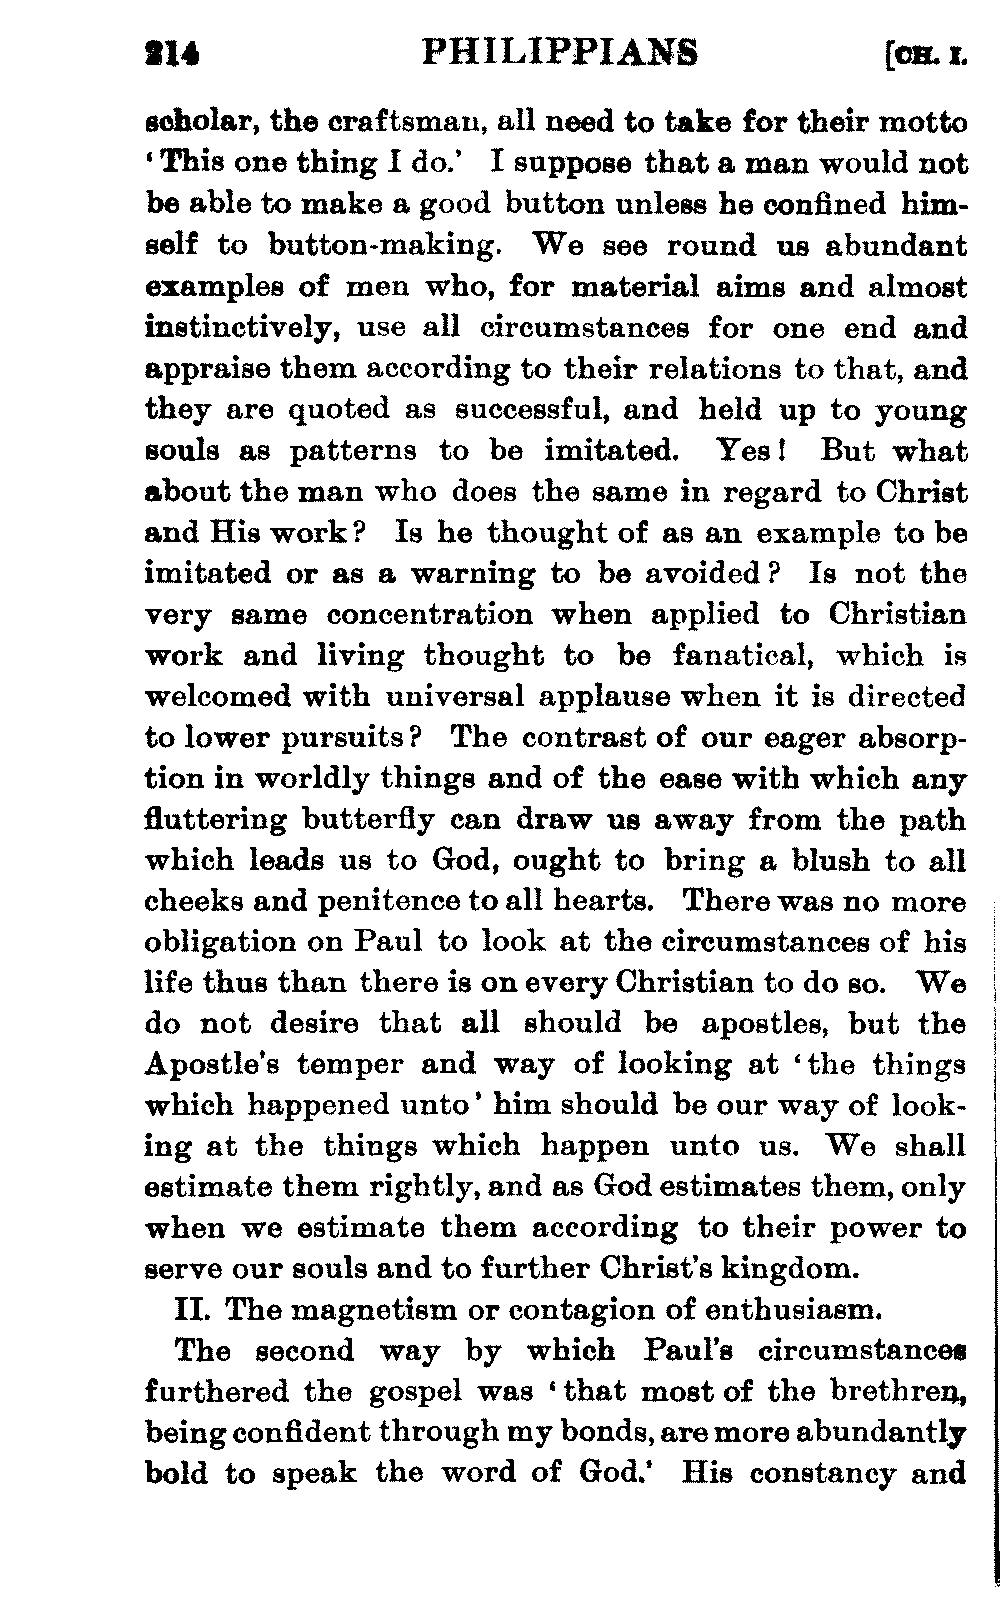 214 PHILIPPIANS [CH. I.
scholar, the craftsman, all need to take for their motto
‘This one thing I do.’ I suppose that a man would not
be able to make a good button unless he confined him-
self to button-making. We see round us abundant
examples of men who, for material aims and almost
instinctively, use all circumstances for one end and
appraise them according to their relations to that, and
they are quoted as successful, and held up to young
souls as patterns to be imitated. Yes! But what
about the man who does the same in regard to Christ
and His work? Is he thought of as an example to be
imitated or as a warning to be avoided? Is not the
very same concentration when applied to Christian
work and living thought to be fanatical, which is
welcomed with universal applause when it is directed
to lower pursuits? The contrast of our eager absorp-
tion in worldly things and of the ease with which any
fluttering butterfly can draw us away from the path
which leads us to God, ought to bring a blush to all
cheeks and penitence to all hearts. There was no more
obligation on Paul to look at the circumstances of his
life thus than there is on every Christian to do so. We
do not desire that all should be apostles, but the
Apostle's temper and way of looking at ‘the things
which happened unto’ him should be our way of look-
ing at the things which happen unto us. We shall
estimate them rightly, and as God estimates them, only
when we estimate them according to their power to
serve our souls and to further Christ's kingdom.
II. The magnetism or contagion of enthusiasm.
The second way by which Paul's circumstances
furthered the gospel was ‘that most of the brethren,
being confident through my bonds, are more abundantly
bold to speak the word of God.’ His constancy and